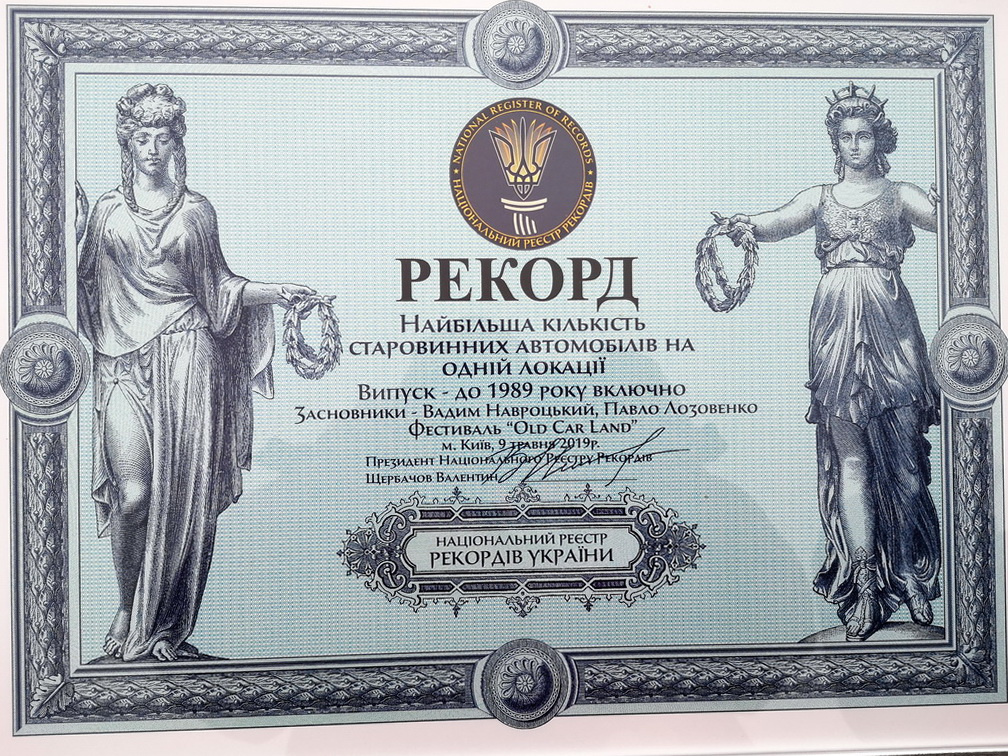 NATIONAL REGISTER OF RECORDS
НАЦІОНАЛЬНИЙ РЕЄСТР РЕКОРДІВ
РЕКОРД
Найбільша кількість
старовинних автомобілів на
одній локації
Випуск - до 1989 року включно
Засновники - Вадим Навроцький, Павло Лозовенко
Фестиваль "Old Car Land"
м. Київ, 9 травня 2019р.
Президент Національного Реєстру Рекордів
Щербачов Валентин
НАЦІОНАЛЬНИЙ РЕЄСТР
РЕКОРДІВ УКРАЇНИ